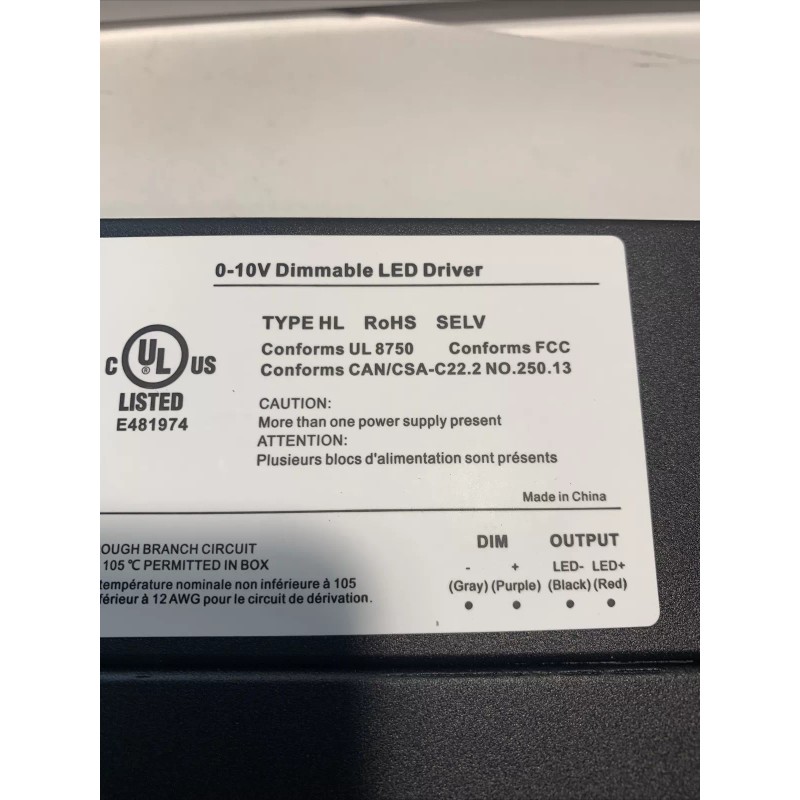 0-10V Dimmable LED Driver
TYPE HL RoHS SELV
Conforms UL 8750 Conforms FCC
Conforms CAN/CSA-C22.2 NO.250.13
C UL ® US
LISTED
E481974
CAUTION:
More than one power supply present
ATTENTION:
Plusieurs blocs d'alimentation sont présents
Made in China
OUGH BRANCH CIRCUIT
105 ℃ PERMITTED IN BOX
température nominale non inférieure à 105
férieur à 12 AWG pour le circuit de dérivation.
DIM OUTPUT
- + LED- LED+
(Gray) (Purple) (Black) (Red)